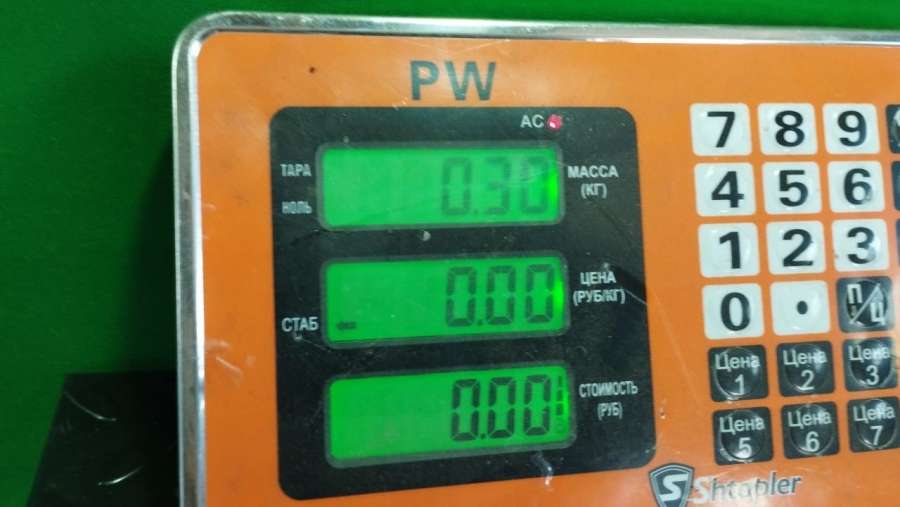 PW
AC
ТАРА
НОЛЬ
0.30
МАССА
(КГ)
СТАБ
0.00
ЦЕНА
(РУБ/КГ)
0.00
СТОИМОСТЬ
(РУБ)
7 8 9
4 5 6
1 2 3
0 . П/Ц
Цена 1 Цена 2 Цена 3
Цена 5 Цена 6 Цена 7
S Shtapler